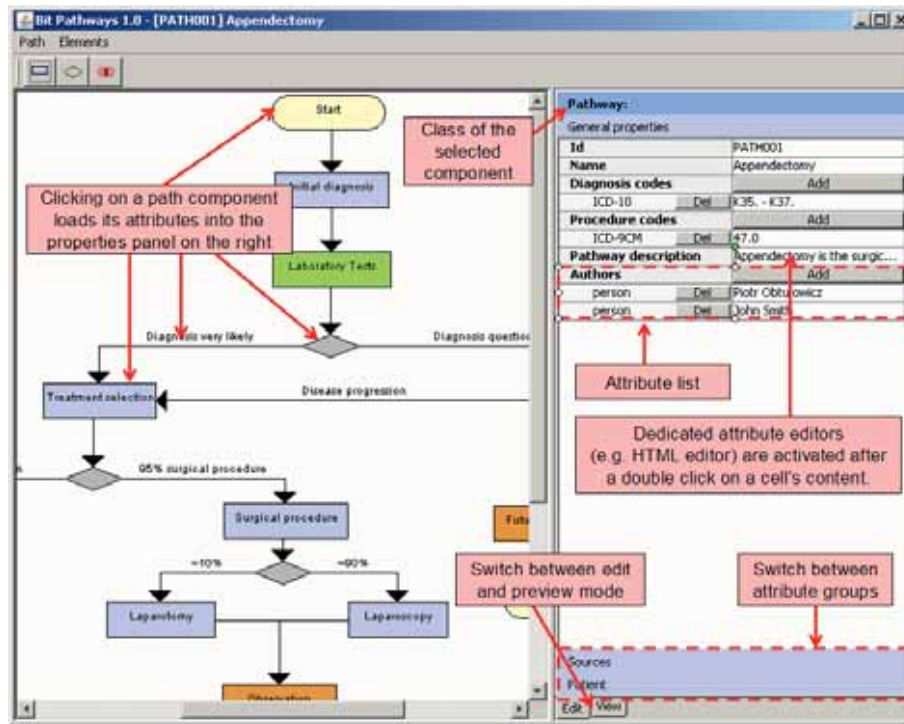 Bit Pathways 1.0 - [PATH001] Appendectomy
Path Elements
Start
Initial diagnosis
Clicking on a path component
loads its attributes into the
properties panel on the right
Laboratory Tests
Diagnosis very likely
Diagnosis question
Treatment selection
Disease progression
95% surgical procedure
Surgical procedure
Futu
~10%
~90%
Laparotomy
Laparoscopy
Observation
Class of the
selected
component
Pathway:
General properties
Id PATH001
Name Appendectomy
Diagnosis codes Add
ICD-10 Del K35. - K37.
Procedure codes Add
ICD-9CM Del 47.0
Pathway description Appendectomy is the surgic...
Authors Add
person Del Piotr Obtulowicz
person Del John Smith
Attribute list
Dedicated attribute editors
(e.g. HTML editor) are activated after
a double click on a cell's content.
Switch between edit
and preview mode
Switch between
attribute groups
Sources
Patient
Edit View